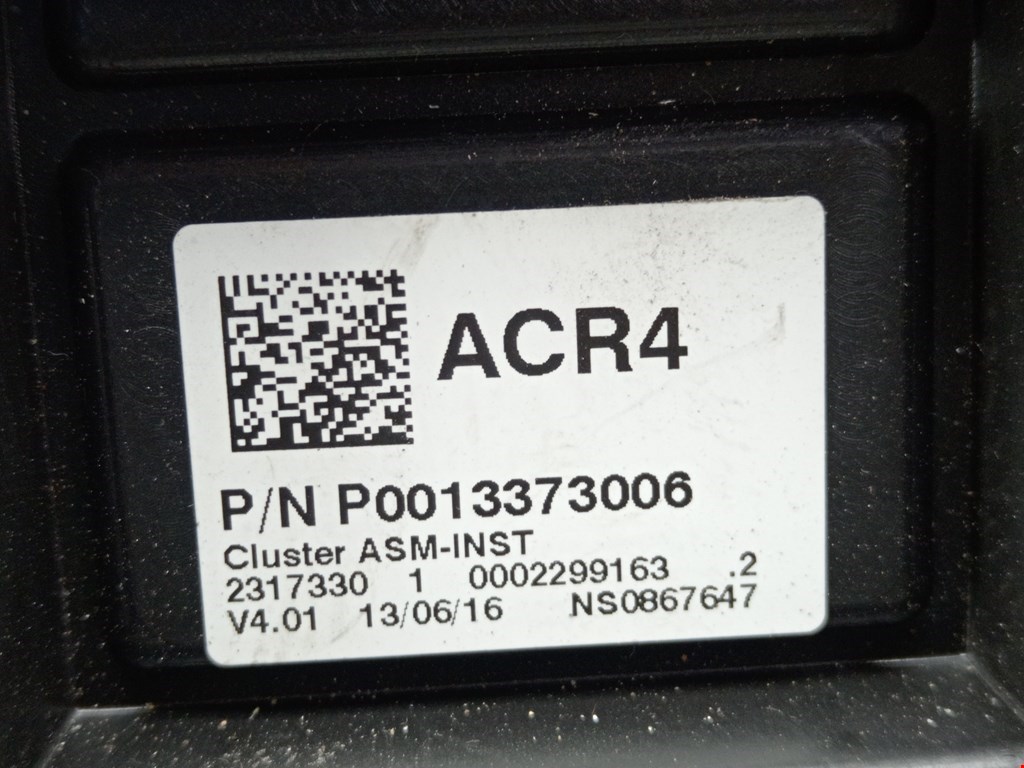 ACR4
P/N P0013373006
Cluster ASM-INST
2317330 1 0002299163 .2
V4.01 13/06/16 NS0867647